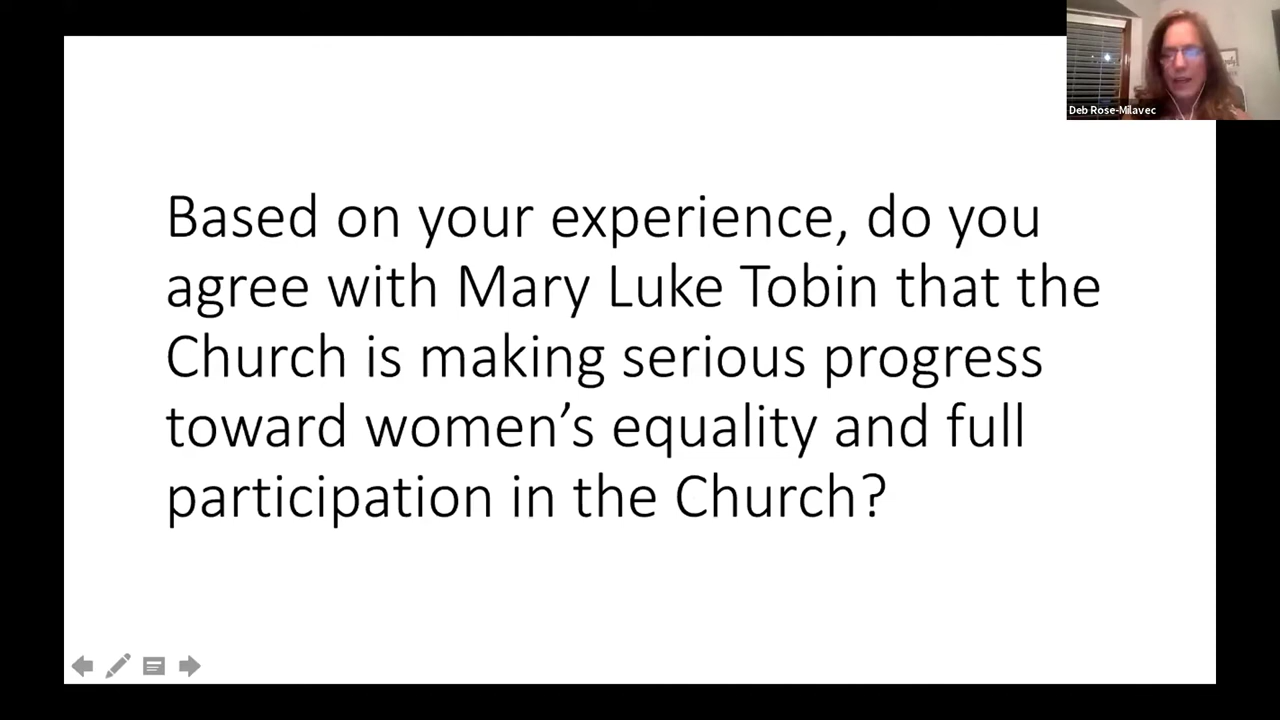 Deb Rose-Milavec
Based on your experience, do you
agree with Mary Luke Tobin that the
Church is making serious progress
toward women’s equality and full
participation in the Church?